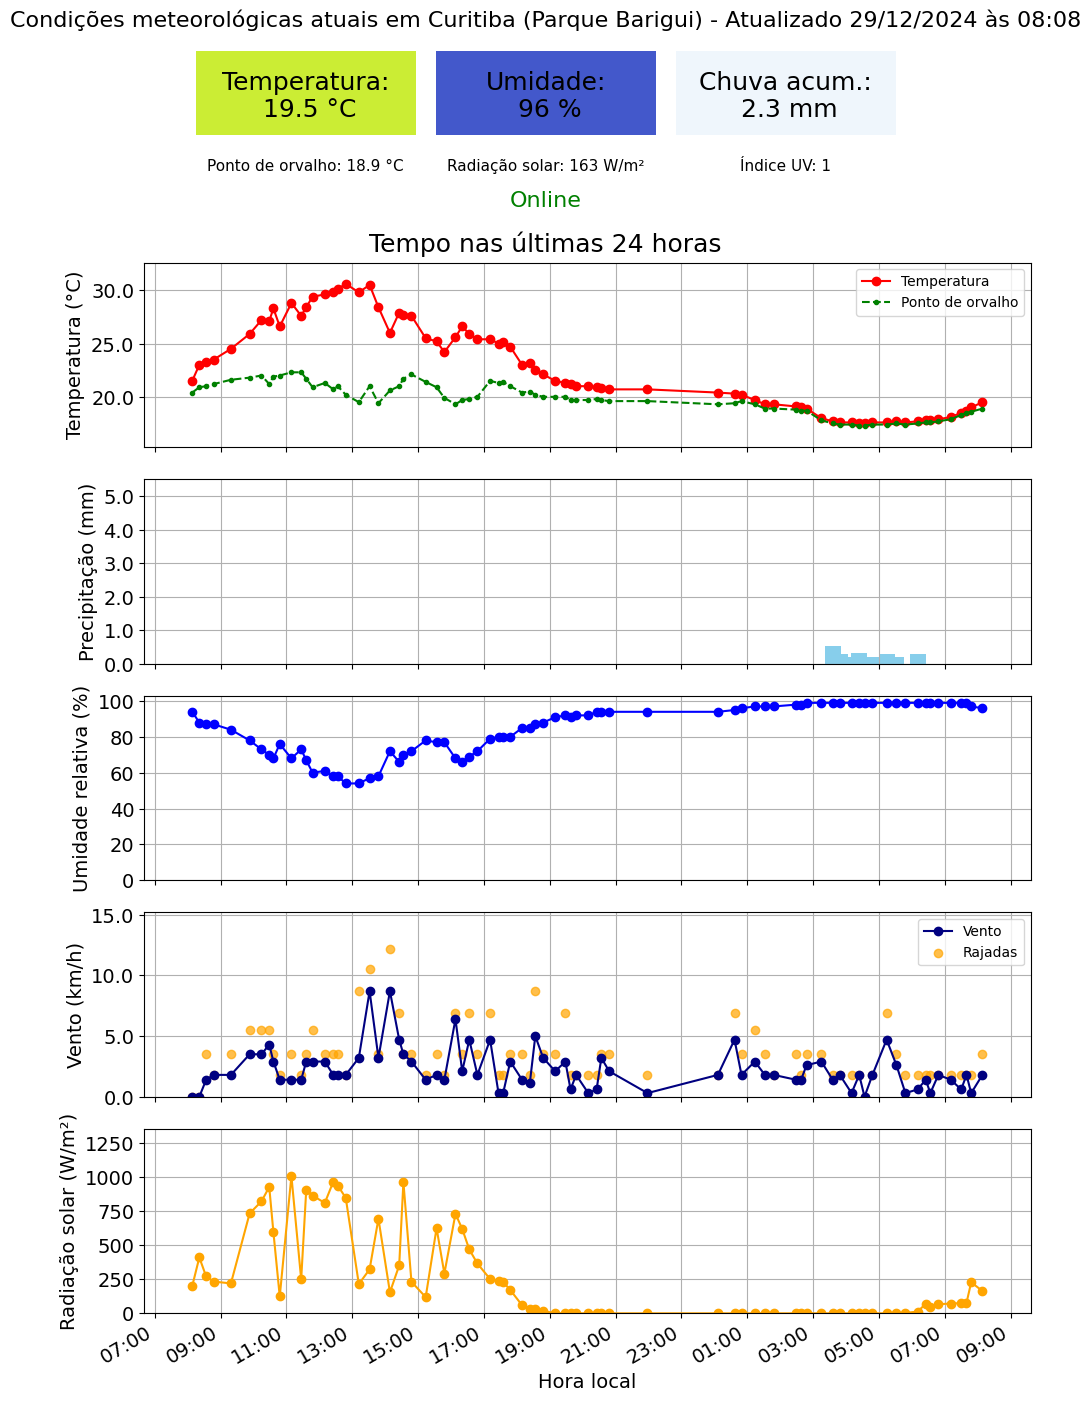 Condições meteorológicas atuais em Curitiba (Parque Barigui) - Atualizado 29/12/2024 às 08:08
Temperatura:
19.5 °C
Umidade:
96 %
Chuva acum.:
2.3 mm
Ponto de orvalho: 18.9 °C
Radiação solar: 163 W/m²
Índice UV: 1
Online
Tempo nas últimas 24 horas
Temperatura (°C)
30.0
25.0
20.0
Temperatura
Ponto de orvalho
Precipitação (mm)
5.0
4.0
3.0
2.0
1.0
0.0
Umidade relativa (%)
100
80
60
40
20
0
Vento (km/h)
15.0
10.0
5.0
0.0
Vento
Rajadas
Radiação solar (W/m²)
1250
1000
750
500
250
0
07:00
09:00
11:00
13:00
15:00
17:00
19:00
21:00
23:00
01:00
03:00
05:00
07:00
09:00
Hora local